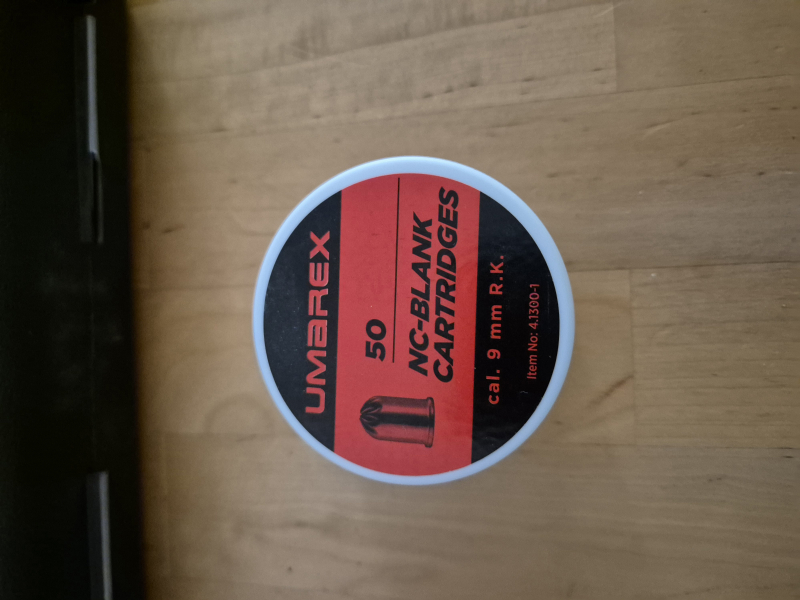 UMAREX
50
NC-BLANK
CARTRIDGES
cal. 9 mm R.K.
Item No: 4.1300-1